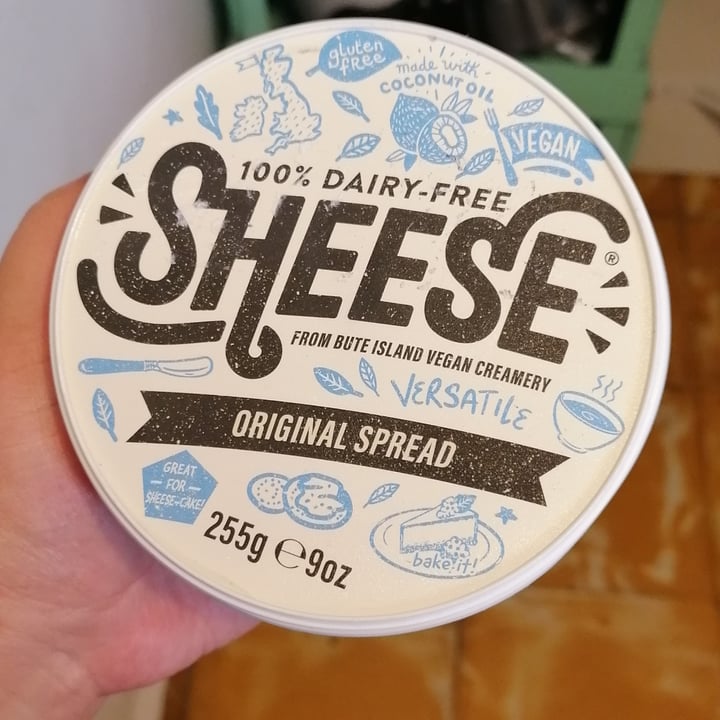 gluten
free
made with
COCONUT OIL
VEGAN
100% DAIRY-FREE
SHEESE®
FROM BUTE ISLAND VEGAN CREAMERY
VERSATILE
ORIGINAL SPREAD
GREAT
FOR
SHEESE-CAKE!
bake it!
255g ℮ 9oz